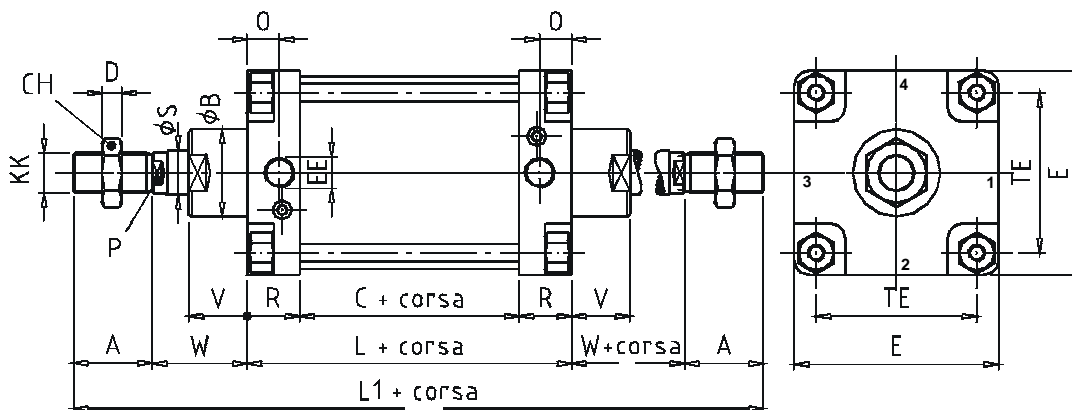 O O
D
CH
4
ϕS
ϕB
KK
EE
TE
E
3 1
P
2
V R C + corsa R V
TE
A W L + corsa W+corsa A
E
L1 + corsa